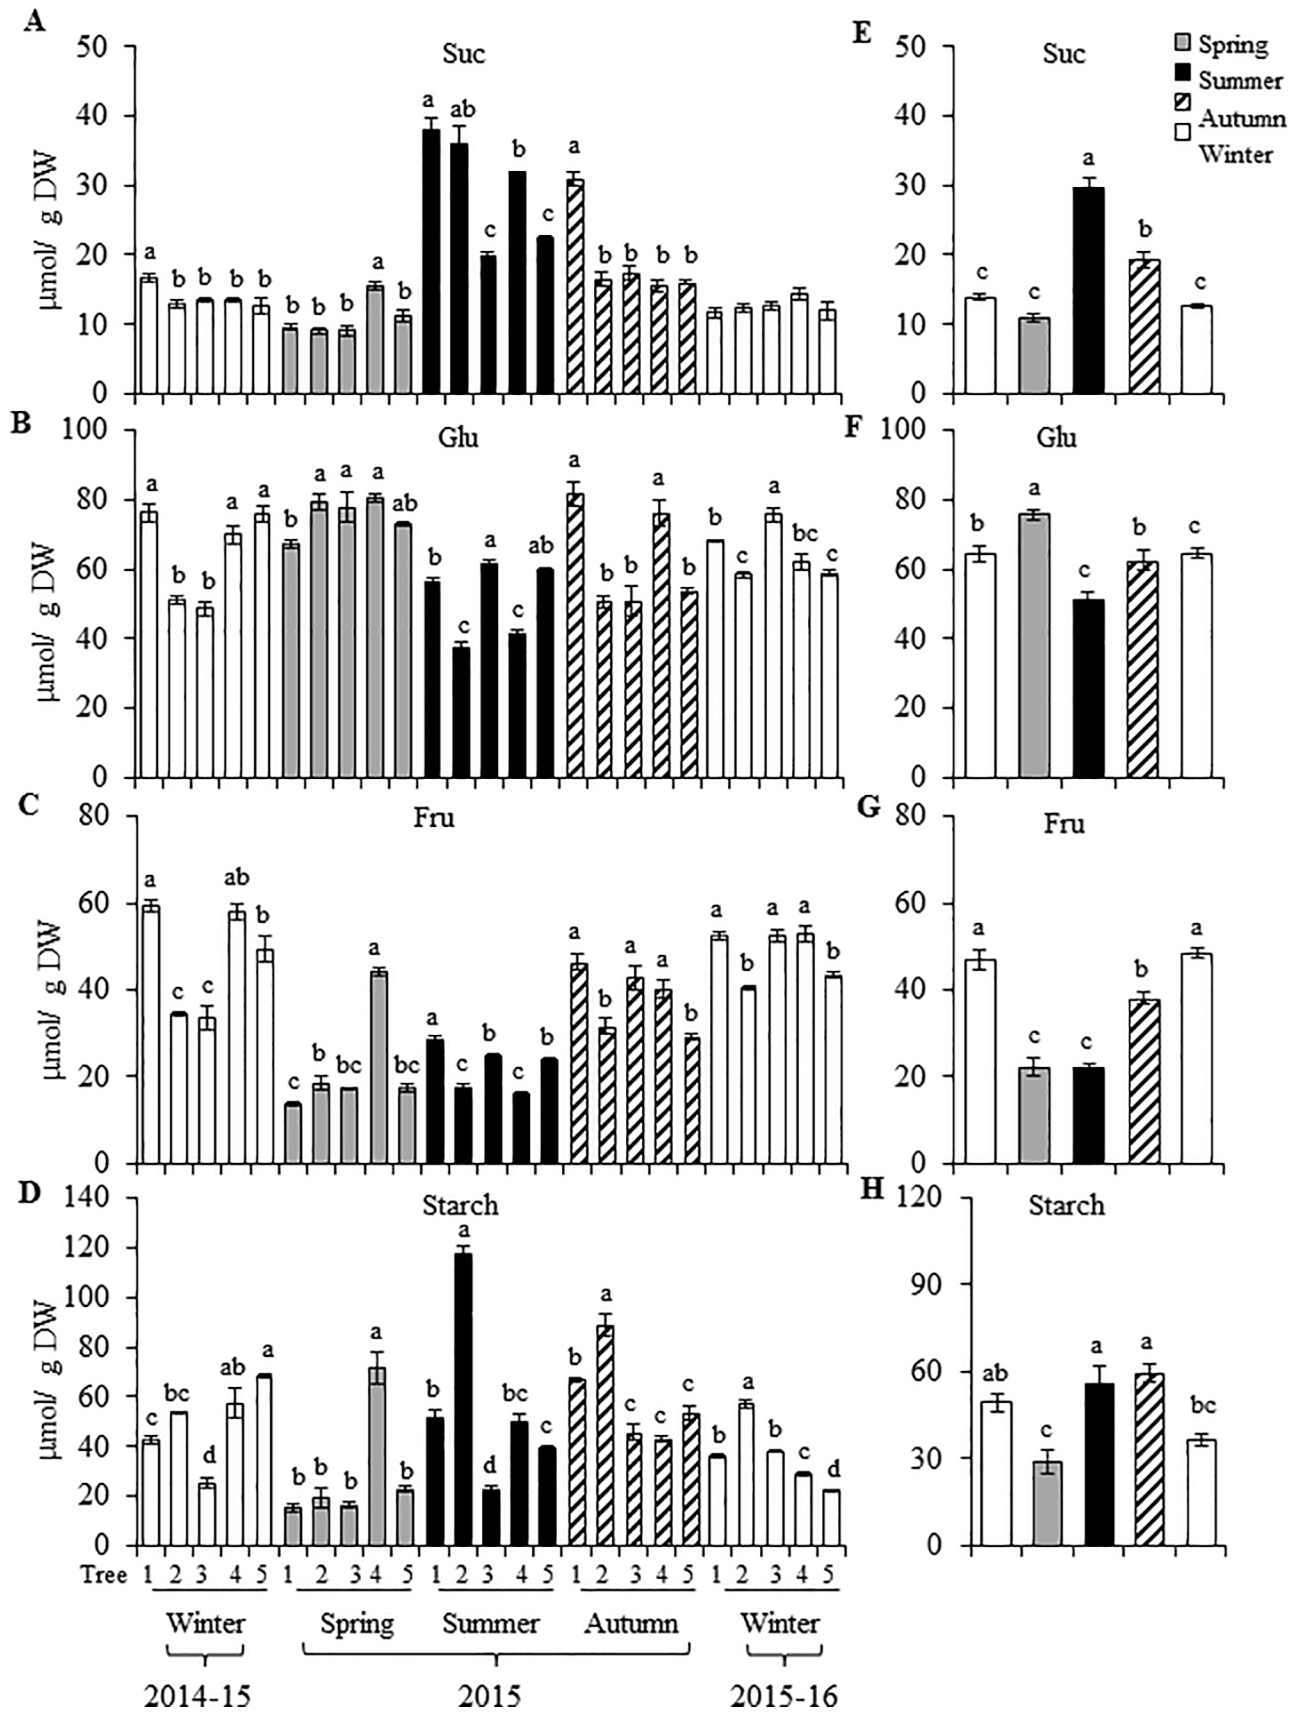 A
Suc
50
40
30
20
10
0
µmol/ g DW
a b b b b b b b a b a ab c b c a b b b b
E
Suc
50
40
30
20
10
0
c c a b c
Spring
Summer
Autumn
Winter
B
Glu
100
80
60
40
20
0
µmol/ g DW
a b b a a b a a a ab b c a c ab a b b a b b c a bc c
F
Glu
100
80
60
40
20
0
b a c b c
C
Fru
80
60
40
20
0
µmol/ g DW
a c c ab b c b bc a bc a c b c b a b a a b a b a a b
G
Fru
80
60
40
20
0
a c c b a
D
Starch
140
120
100
80
60
40
20
0
µmol/ g DW
c bc d ab a b b b a b b a d bc c b a c c c b a b c d
H
Starch
120
90
60
30
0
ab c a a bc
Tree 1 2 3 4 5 1 2 3 4 5 1 2 3 4 5 1 2 3 4 5 1 2 3 4 5
Winter Spring Summer Autumn Winter
2014-15 2015 2015-16